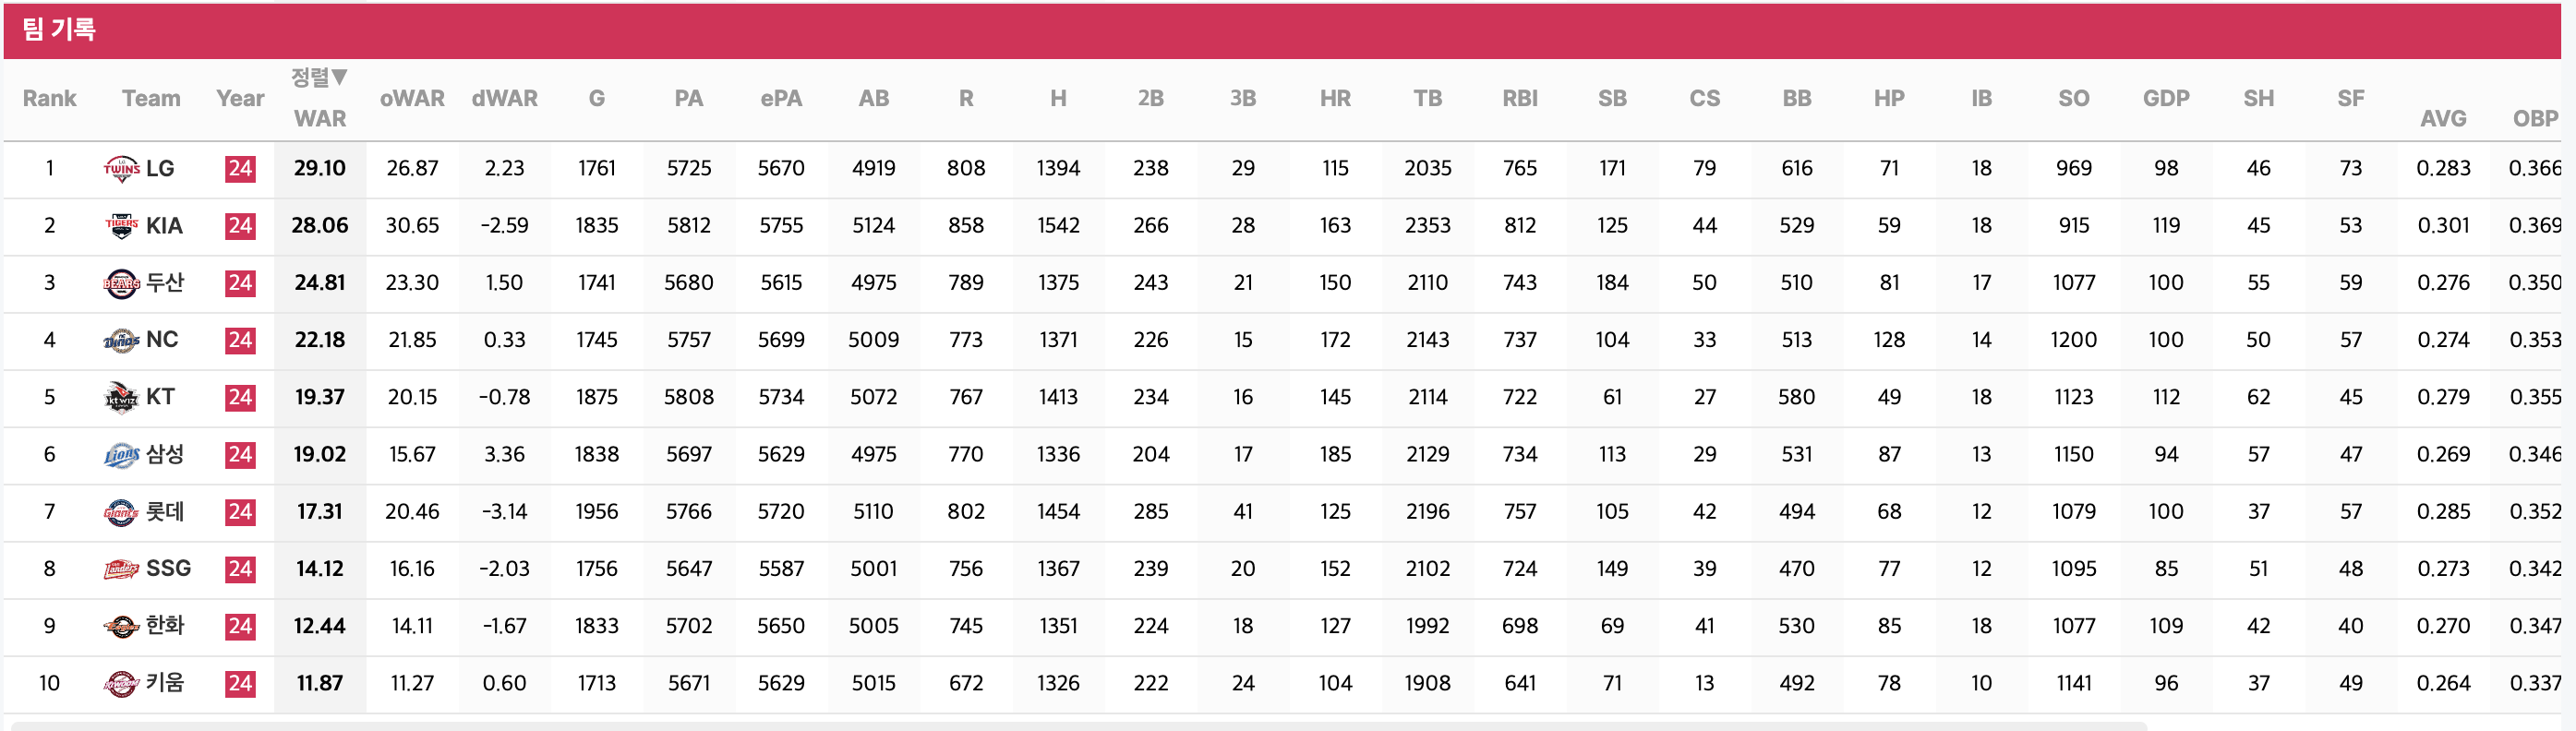 팀 기록
Rank Team Year 정렬▼ WAR oWAR dWAR G PA ePA AB R H 2B 3B HR TB RBI SB CS BB HP IB SO GDP SH SF AVG OBP
1 LG 24 29.10 26.87 2.23 1761 5725 5670 4919 808 1394 238 29 115 2035 765 171 79 616 71 18 969 98 46 73 0.283 0.366
2 KIA 24 28.06 30.65 -2.59 1835 5812 5755 5124 858 1542 266 28 163 2353 812 125 44 529 59 18 915 119 45 53 0.301 0.369
3 두산 24 24.81 23.30 1.50 1741 5680 5615 4975 789 1375 243 21 150 2110 743 184 50 510 81 17 1077 100 55 59 0.276 0.350
4 NC 24 22.18 21.85 0.33 1745 5757 5699 5009 773 1371 226 15 172 2143 737 104 33 513 128 14 1200 100 50 57 0.274 0.353
5 KT 24 19.37 20.15 -0.78 1875 5808 5734 5072 767 1413 234 16 145 2114 722 61 27 580 49 18 1123 112 62 45 0.279 0.355
6 삼성 24 19.02 15.67 3.36 1838 5697 5629 4975 770 1336 204 17 185 2129 734 113 29 531 87 13 1150 94 57 47 0.269 0.346
7 롯데 24 17.31 20.46 -3.14 1956 5766 5720 5110 802 1454 285 41 125 2196 757 105 42 494 68 12 1079 100 37 57 0.285 0.352
8 SSG 24 14.12 16.16 -2.03 1756 5647 5587 5001 756 1367 239 20 152 2102 724 149 39 470 77 12 1095 85 51 48 0.273 0.342
9 한화 24 12.44 14.11 -1.67 1833 5702 5650 5005 745 1351 224 18 127 1992 698 69 41 530 85 18 1077 109 42 40 0.270 0.347
10 키움 24 11.87 11.27 0.60 1713 5671 5629 5015 672 1326 222 24 104 1908 641 71 13 492 78 10 1141 96 37 49 0.264 0.337